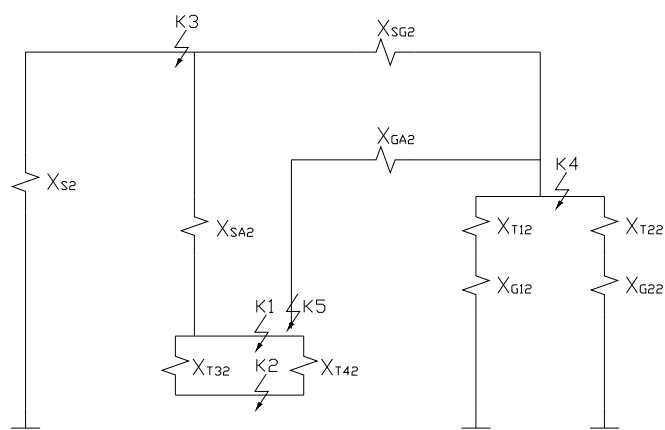 K3
XSG2
XGA2
K4
XS2
XSA2
XT12
XT22
XG12
XG22
K1 K5
XT32
K2
XT42